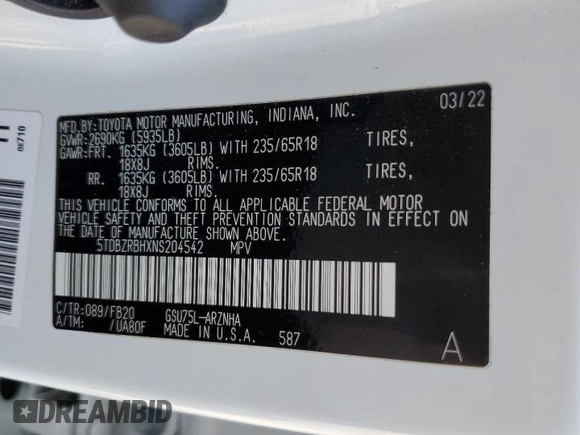 MFD.BY:TOYOTA MOTOR MANUFACTURING, INDIANA, INC. 03/22
GVWR:2690KG (5935LB)
GAWR:FRT. 1635KG (3605LB) WITH 235/65R18 TIRES,
18X8J RIMS.
RR. 1635KG (3605LB) WITH 235/65R18 TIRES,
18X8J RIMS.
THIS VEHICLE CONFORMS TO ALL APPLICABLE FEDERAL MOTOR
VEHICLE SAFETY AND THEFT PREVENTION STANDARDS IN EFFECT
ON THE DATE OF MANUFACTURE SHOWN ABOVE.
5TDBZRBHXNS204542 MPV
C/TR:089/FB20 GSU75L-ARZNHA
A/TM: /UA80F MADE IN U.S.A. 587 A
0E710
DREAMBID